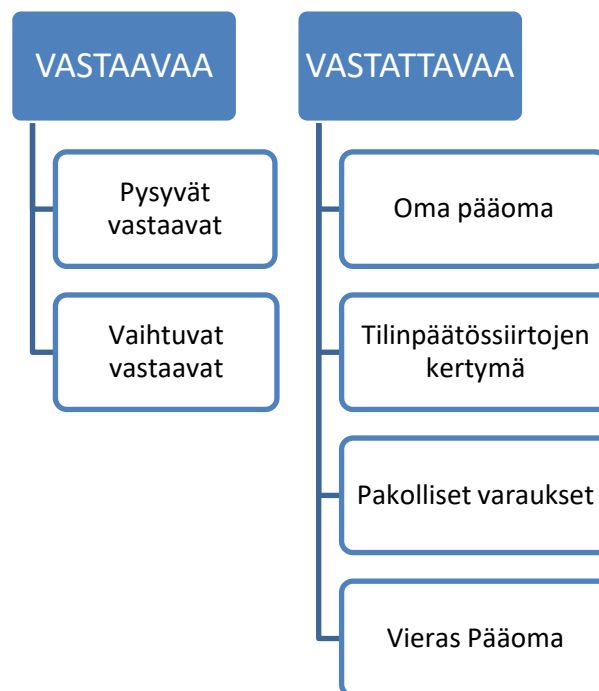 VASTAAVAA
Pysyvät
vastaavat
Vaihtuvat
vastaavat
VASTATTAVAA
Oma pääoma
Tilinpäätössiirtojen
kertymä
Pakolliset varaukset
Vieras Pääoma